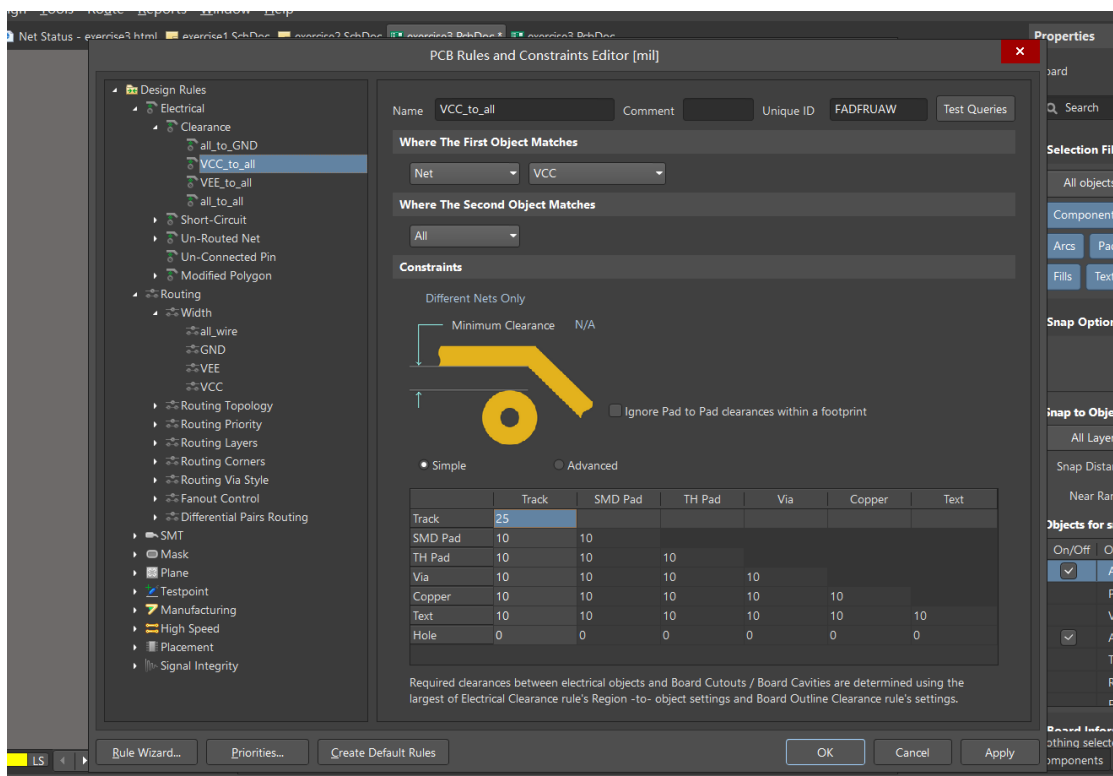 Tools Route Reports Window Help
Net Status - exercise3.html exercise1.SchDoc exercise2.SchDoc exercise3.PcbDoc * exercise3.PcbDoc
Properties
PCB Rules and Constraints Editor [mil]
Search
Selection
All objects
Arcs
Fills
All
Snap Distance
Near
On/Off
Design Rules
Electrical
Clearance
all_to_GND
VCC_to_all
VEE_to_all
all_to_all
Short-Circuit
Un-Routed Net
Un-Connected Pin
Modified Polygon
Routing
Width
all_wire
GND
VEE
VCC
Routing Topology
Routing Priority
Routing Layers
Routing Corners
Routing Via Style
Fanout Control
Differential Pairs Routing
SMT
Mask
Plane
Testpoint
Manufacturing
High Speed
Placement
Signal Integrity
Name VCC_to_all Comment Unique ID FADFRUAW Test Queries
Where The First Object Matches
Net VCC
Where The Second Object Matches
All
Constraints
Different Nets Only
Minimum Clearance N/A
Ignore Pad to Pad clearances within a footprint
Simple Advanced
Track SMD Pad TH Pad Via Copper Text
Track 25
SMD Pad 10 10
TH Pad 10 10 10
Via 10 10 10 10
Copper 10 10 10 10 10
Text 10 10 10 10 10 10
Hole 0 0 0 0 0 0
Required clearances between electrical objects and Board Cutouts / Board Cavities are determined using the
largest of Electrical Clearance rule's Region -to- object settings and Board Outline Clearance rule's settings.
Rule Wizard... Priorities... Create Default Rules OK Cancel Apply
LS